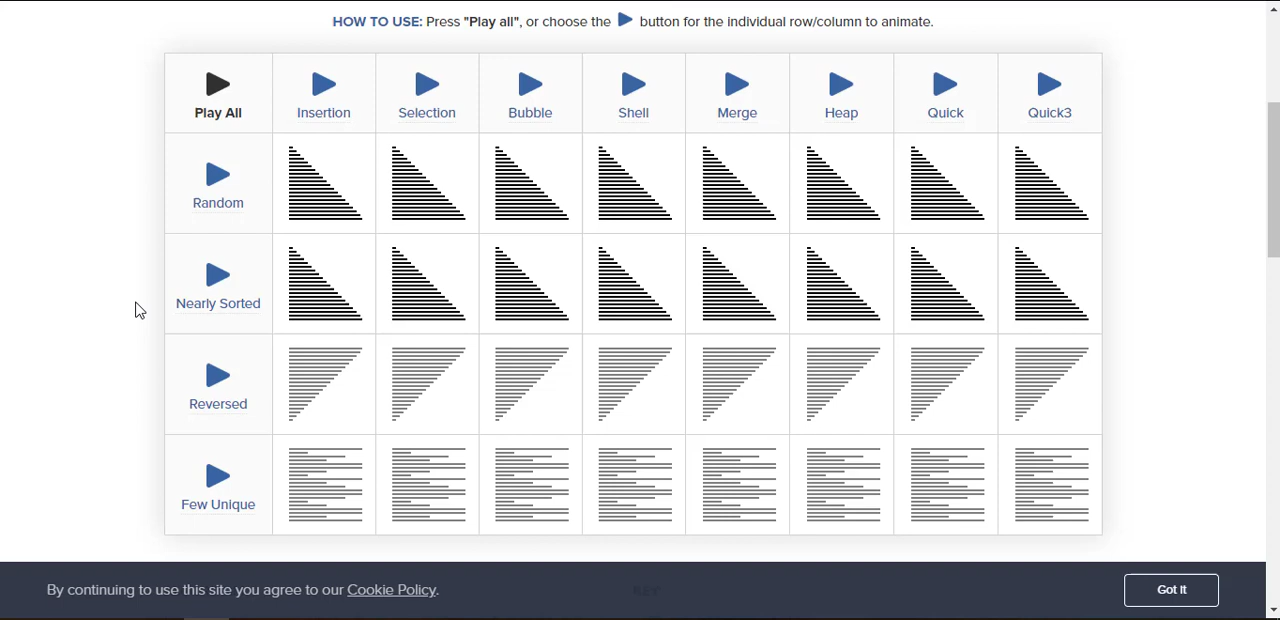 HOW TO USE: Press "Play all", or choose the button for the individual row/column to animate.
Play All Insertion Selection Bubble Shell Merge Heap Quick Quick3
Random
Nearly Sorted
Reversed
Few Unique
KEY
By continuing to use this site you agree to our Cookie Policy. Got It